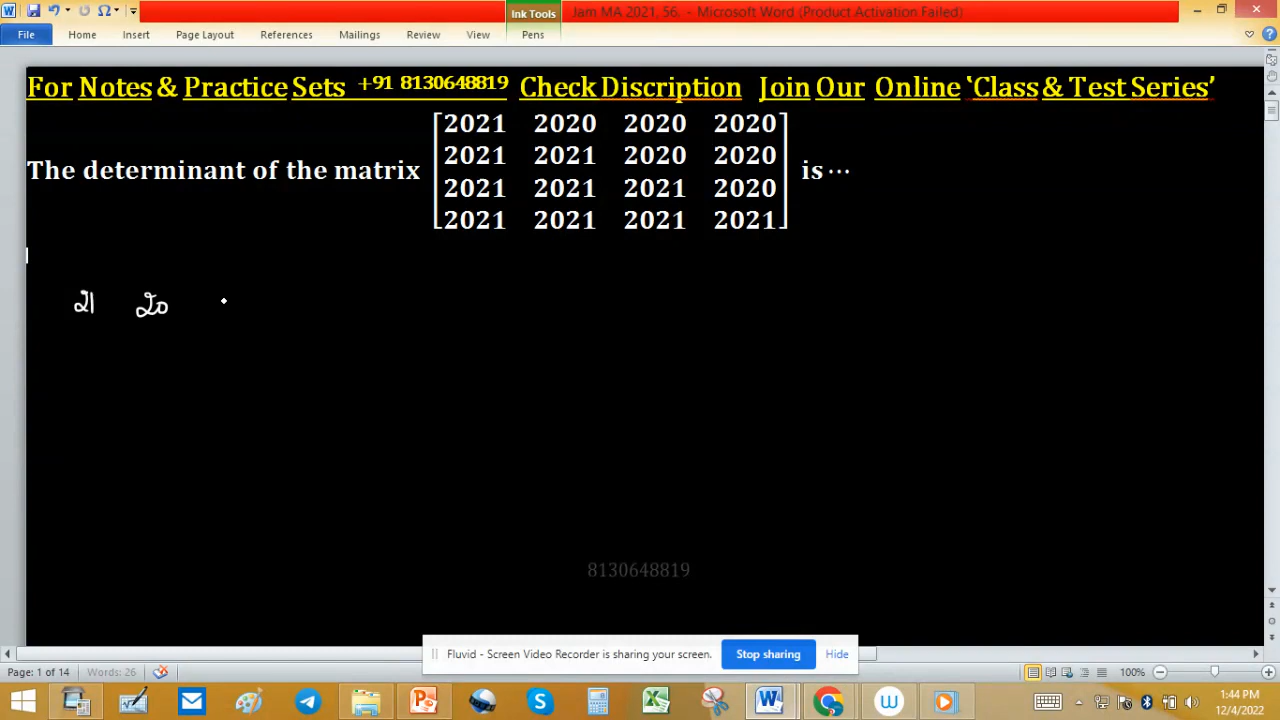 Ink Tools
Jam MA 2021, 56. - Microsoft Word (Product Activation Failed)
File Home Insert Page Layout References Mailings Review View Pens
For Notes & Practice Sets +91 8130648819 Check Discription Join Our Online ‘Class & Test Series’
2021 2020 2020 2020
2021 2021 2020 2020
The determinant of the matrix is ⋯
2021 2021 2021 2020
2021 2021 2021 2021
21 20
8130648819
Fluvid - Screen Video Recorder is sharing your screen. Stop sharing Hide
Page: 1 of 14 Words: 26 100%
1:44 PM
12/4/2022